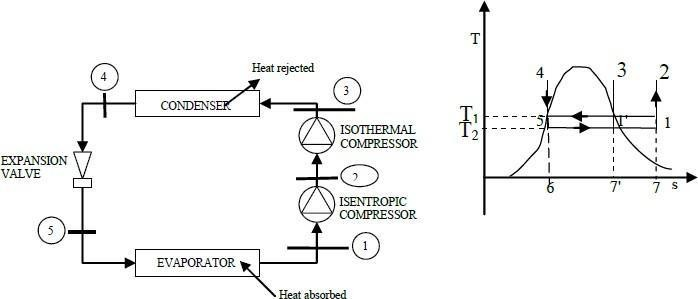 Heat rejected
4
CONDENSER
3
ISOTHERMAL
COMPRESSOR
EXPANSION
VALVE
2
ISENTROPIC
COMPRESSOR
5
1
EVAPORATOR
Heat absorbed
T
4 3 2
T1
5 1' 1
T2
6 7' 7 s